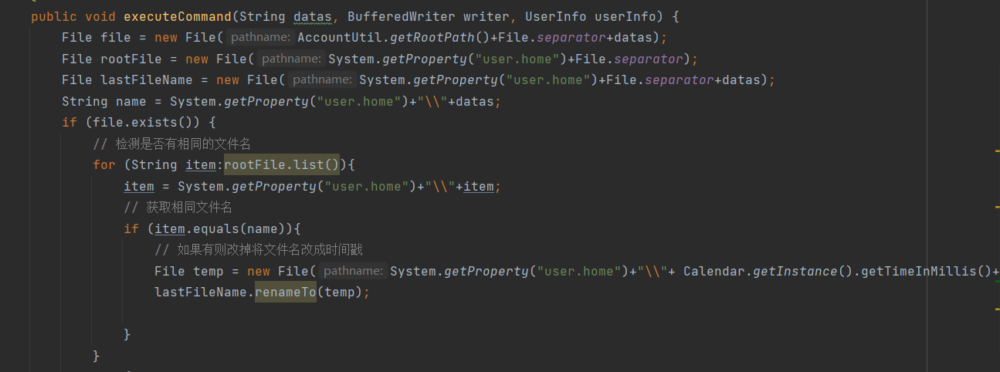 public void executeCommand(String datas, BufferedWriter writer, UserInfo userInfo) {
File file = new File( pathname: AccountUtil.getRootPath()+File.separator+datas);
File rootFile = new File( pathname: System.getProperty("user.home")+File.separator);
File lastFileName = new File( pathname: System.getProperty("user.home")+File.separator+datas);
String name = System.getProperty("user.home")+"\\"+datas;
if (file.exists()) {
// 检测是否有相同的文件名
for (String item:rootFile.list()){
item = System.getProperty("user.home")+"\\"+item;
// 获取相同文件名
if (item.equals(name)){
// 如果有则改掉将文件名改成时间戳
File temp = new File( pathname: System.getProperty("user.home")+"\\"+ Calendar.getInstance().getTimeInMillis()+
lastFileName.renameTo(temp);
}
}